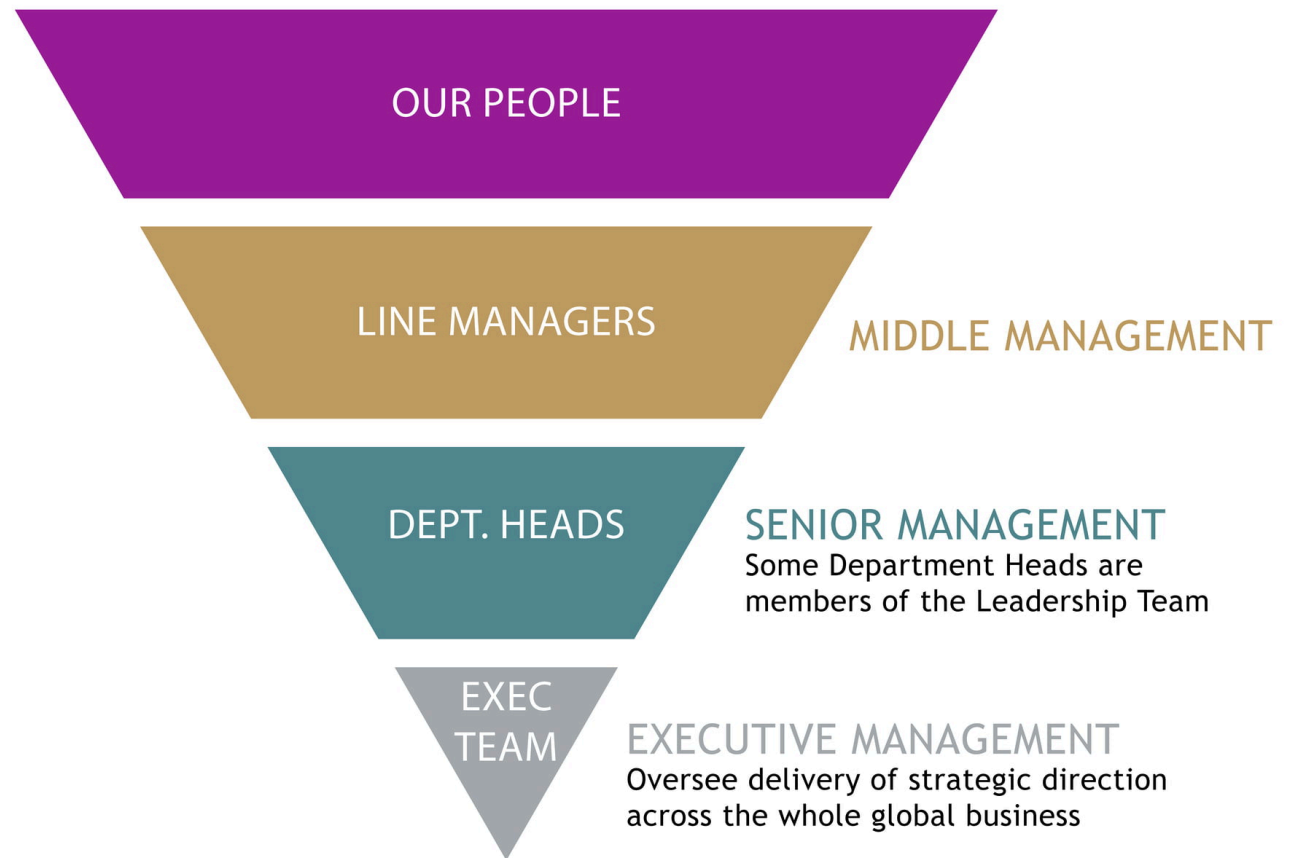 OUR PEOPLE
LINE MANAGERS
MIDDLE MANAGEMENT
DEPT. HEADS
SENIOR MANAGEMENT
Some Department Heads are
members of the Leadership Team
EXEC
TEAM
EXECUTIVE MANAGEMENT
Oversee delivery of strategic direction
across the whole global business